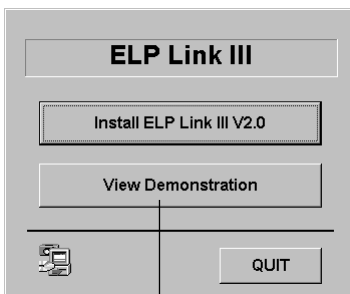 ELP Link III
Install ELP Link III V2.0
View Demonstration
QUIT